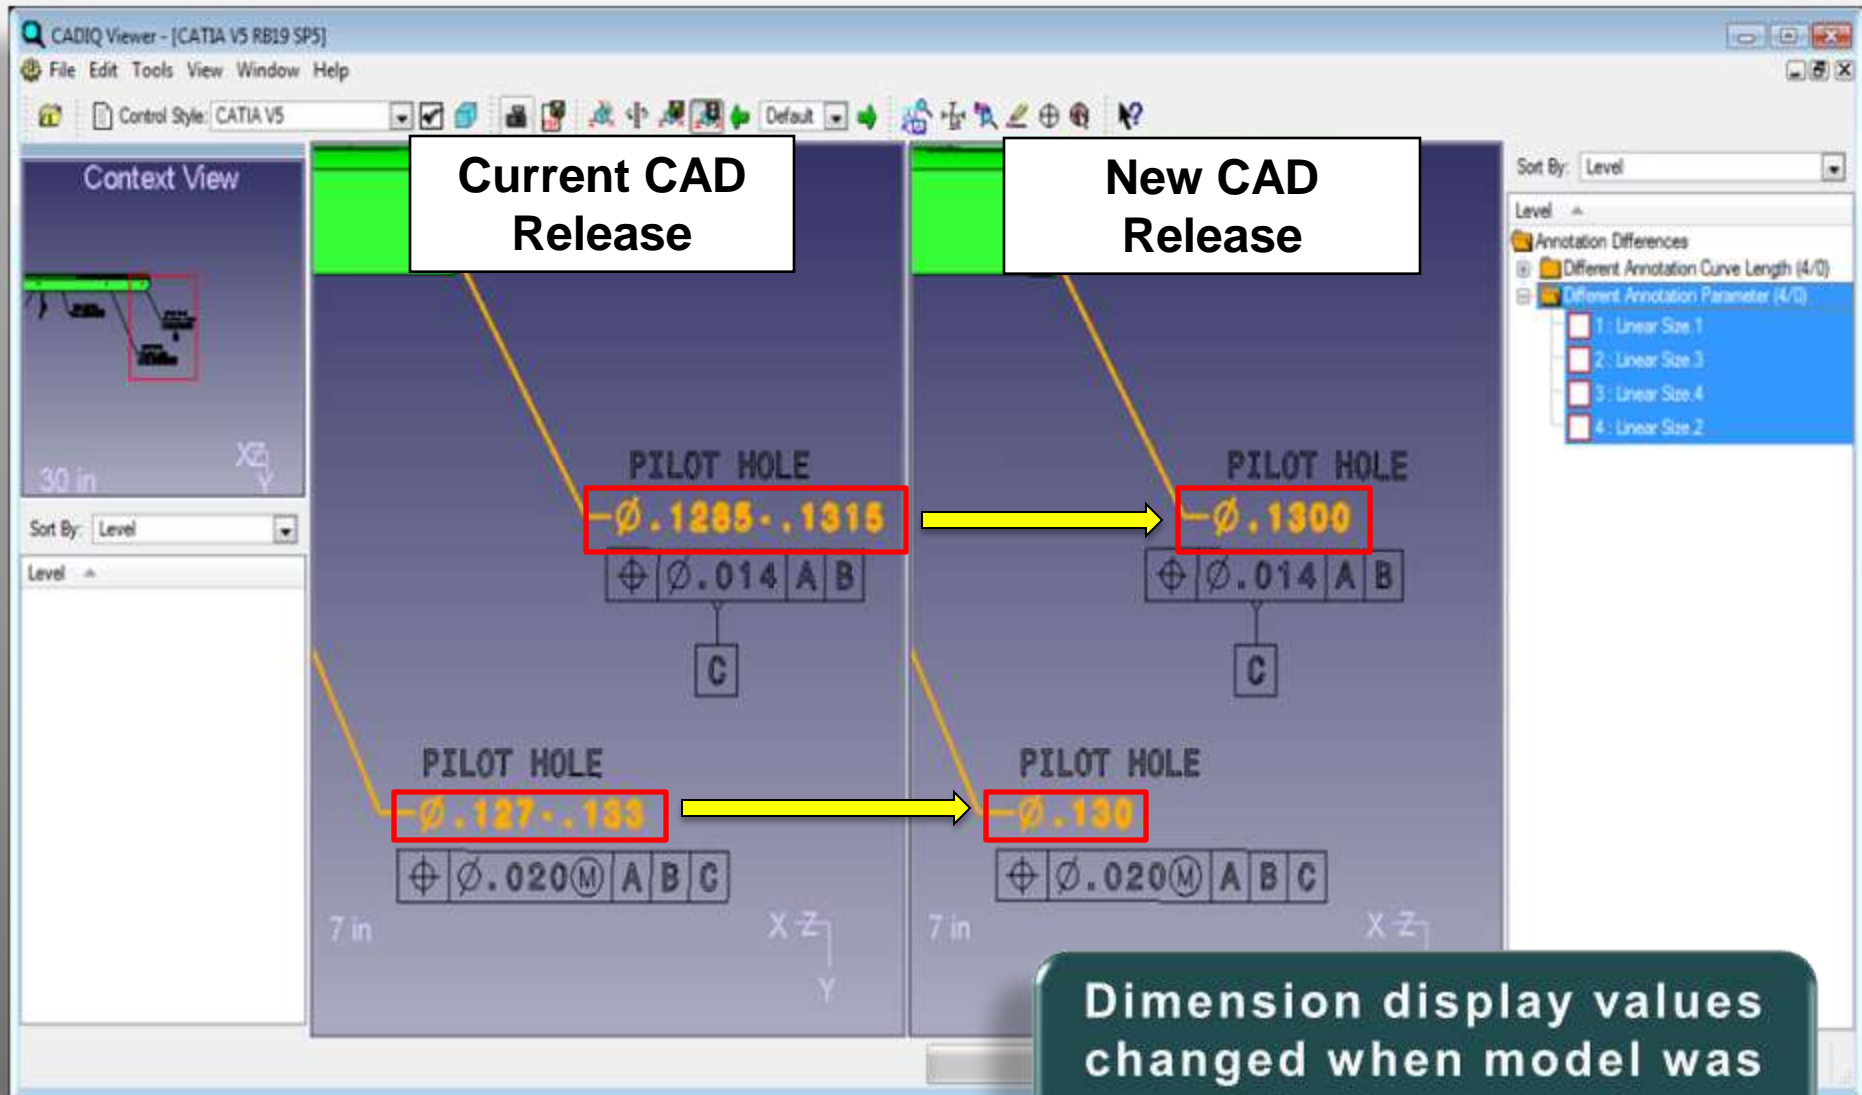 CADIQ Viewer - [CATIA V5 RB19 SP5]
File Edit Tools View Window Help
Control Style: CATIA V5
Default
Context View
30 in
XZ
Y
Sort By: Level
Level
Current CAD
Release
PILOT HOLE
Ø.1285-.1315
⌖ Ø.014 A B
C
PILOT HOLE
Ø.127-.133
⌖ Ø.020Ⓜ A B C
7 in
X Z
Y
New CAD
Release
PILOT HOLE
Ø.1300
⌖ Ø.014 A B
C
PILOT HOLE
Ø.130
⌖ Ø.020Ⓜ A B C
7 in
X Z
Sort By: Level
Level
Annotation Differences
Different Annotation Curve Length (4/0)
Different Annotation Parameter (4/0)
1 : Linear Size.1
2 : Linear Size.3
3 : Linear Size.4
4 : Linear Size.2
Dimension display values
changed when model was